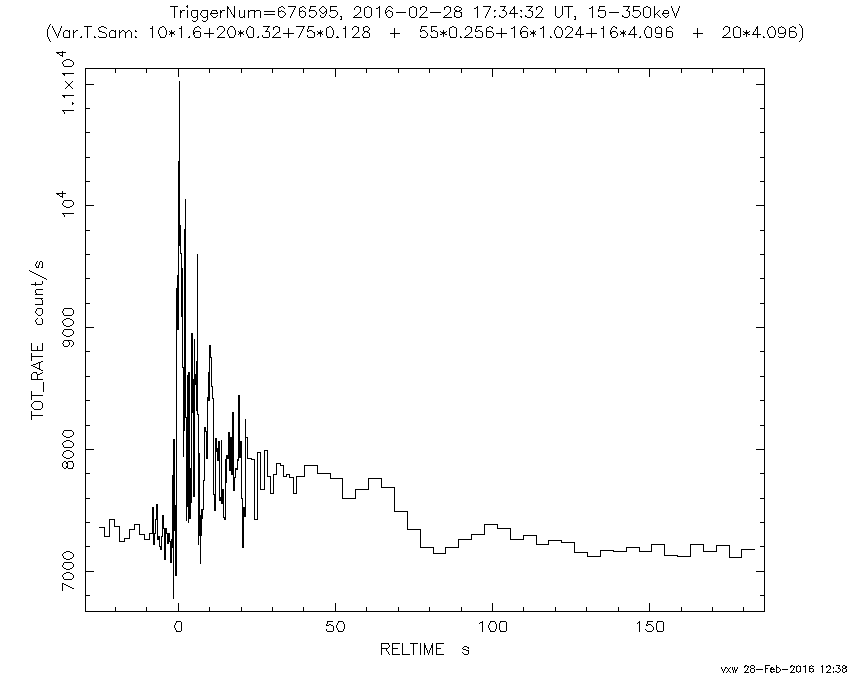 TriggerNum=676595, 2016-02-28 17:34:32 UT, 15-350keV
(Var.T.Sam: 10*1.6+20*0.32+75*0.128 + 55*0.256+16*1.024+16*4.096 + 20*4.096)
1.1×10⁴
10⁴
9000
8000
7000
TOT_RATE count/s
0 50 100 150
RELTIME s
vxw 28-Feb-2016 12:38